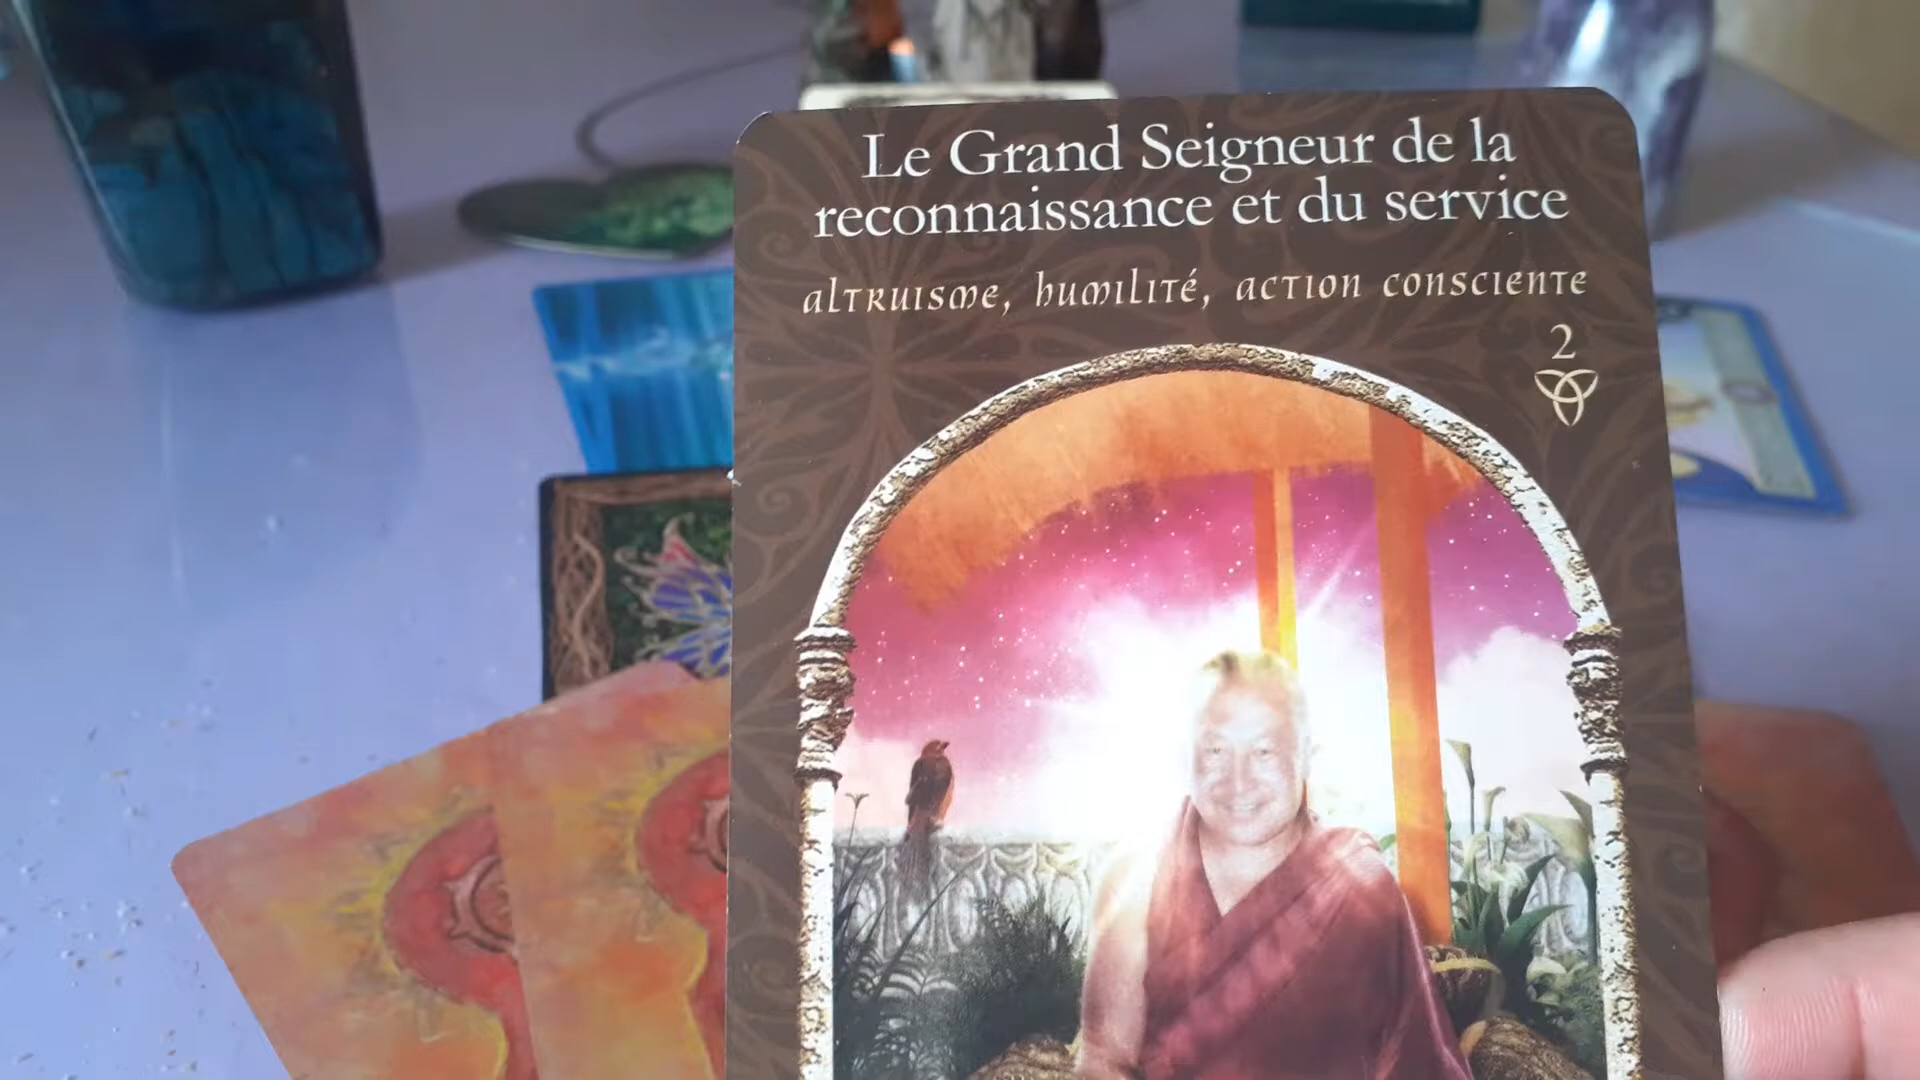 Le Grand Seigneur de la
reconnaissance et du service
altruisme, humilité, action consciente
2